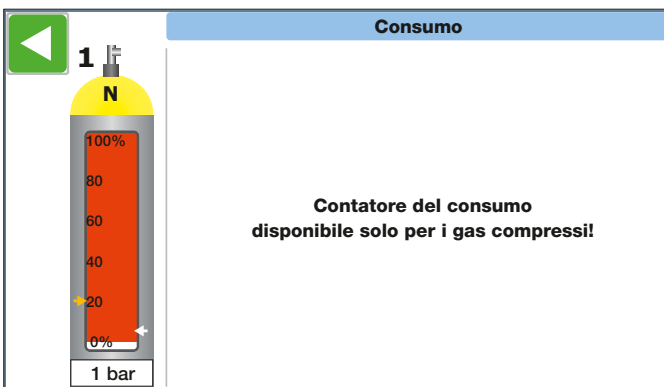 Consumo
1
N
100%
80
60
40
20
0%
1 bar
Contatore del consumo
disponibile solo per i gas compressi!